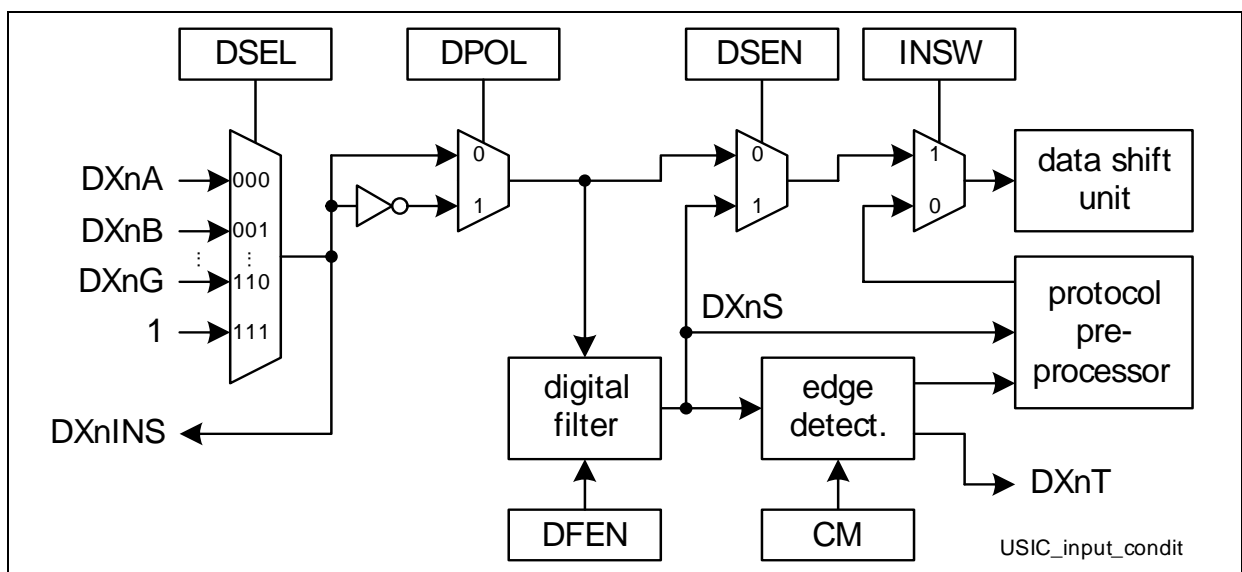 DSEL
DPOL
DSEN
INSW
DXnA
000
DXnB
001
DXnG
110
1
111
DXnINS
0
1
0
1
1
0
data shift
unit
DXnS
protocol
pre-
processor
digital
filter
edge
detect.
DXnT
DFEN
CM
USIC_input_condit